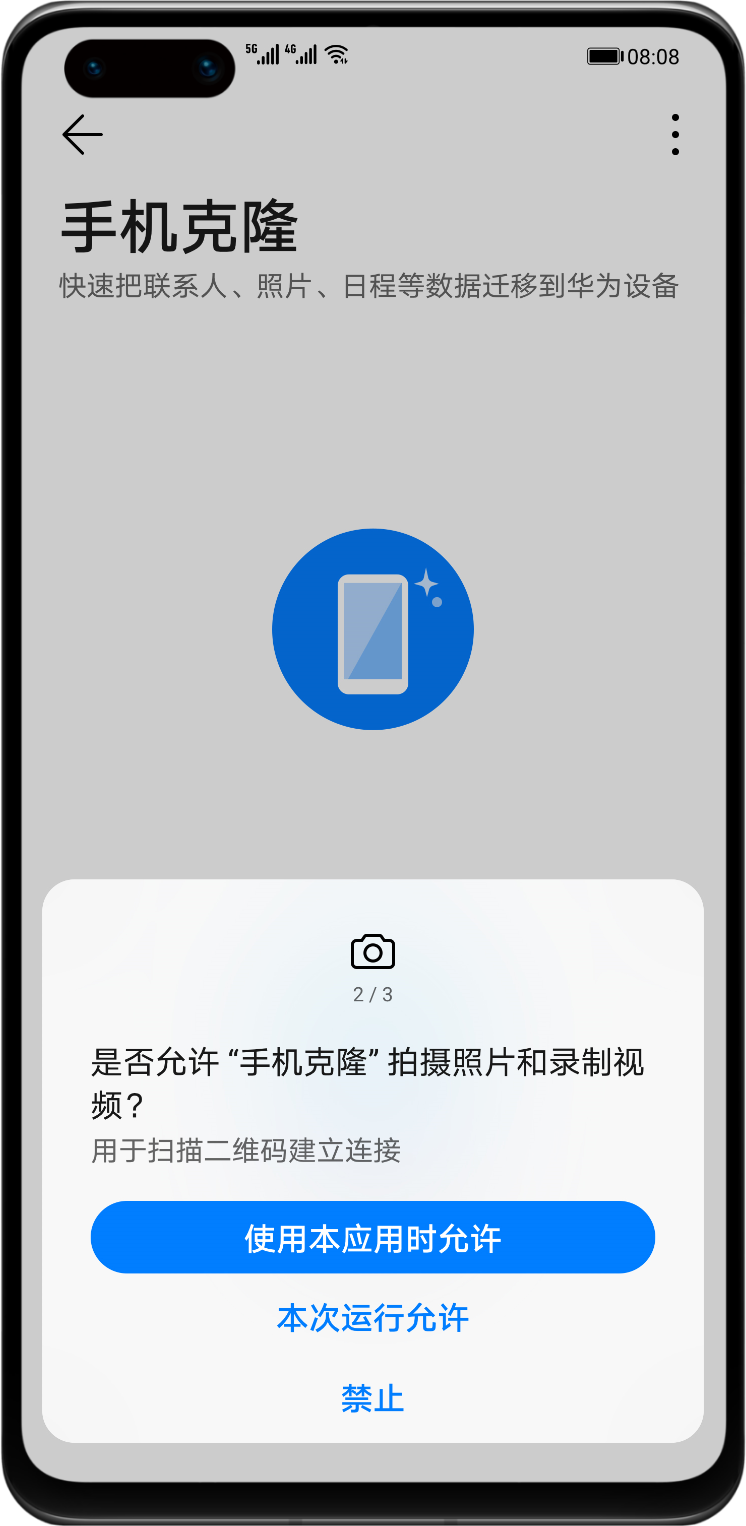 5G 4G 08:08
手机克隆
快速把联系人、照片、日程等数据迁移到华为设备
2 / 3
是否允许 “手机克隆” 拍摄照片和录制视
频？
用于扫描二维码建立连接
使用本应用时允许
本次运行允许
禁止